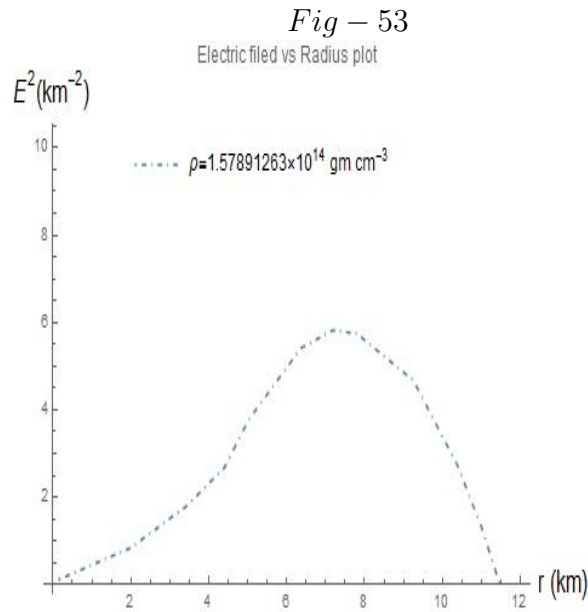 Fig − 53
Electric filed vs Radius plot
E²(km⁻²)
10
ρ=1.57891263×10¹⁴ gm cm⁻³
8
6
4
2
r (km)
2 4 6 8 10 12